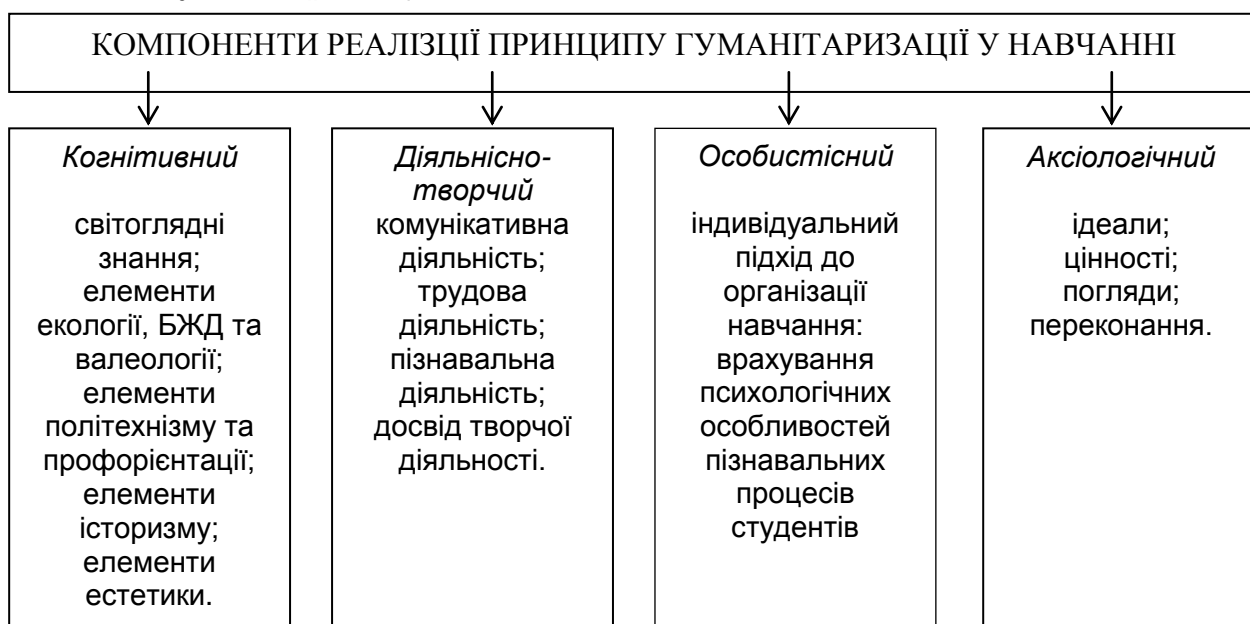 КОМПОНЕНТИ РЕАЛІЗЦІЇ ПРИНЦИПУ ГУМАНІТАРИЗАЦІЇ У НАВЧАННІ
Когнітивний
світоглядні
знання;
елементи
екології, БЖД та
валеології;
елементи
політехнізму та
профорієнтації;
елементи
історизму;
елементи
естетики.
Діяльнісно-
творчий
комунікативна
діяльність;
трудова
діяльність;
пізнавальна
діяльність;
досвід творчої
діяльності.
Особистісний
індивідуальний
підхід до
організації
навчання:
врахування
психологічних
особливостей
пізнавальних
процесів
студентів
Аксіологічний
ідеали;
цінності;
погляди;
переконання.